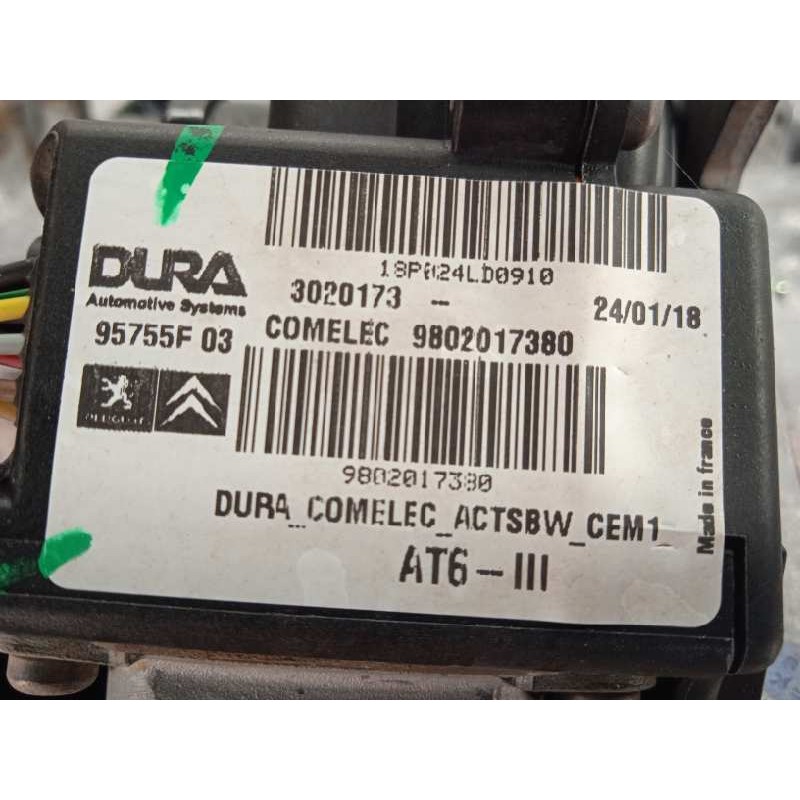 18P024LD0910
DURA
Automotive Systems
3020173 -
24/01/18
95755F 03
COMELEC 9802017380
PEUGEOT
9802017380
DURA_COMELEC_ACTSBW_CEM1
AT6-III
Made in france